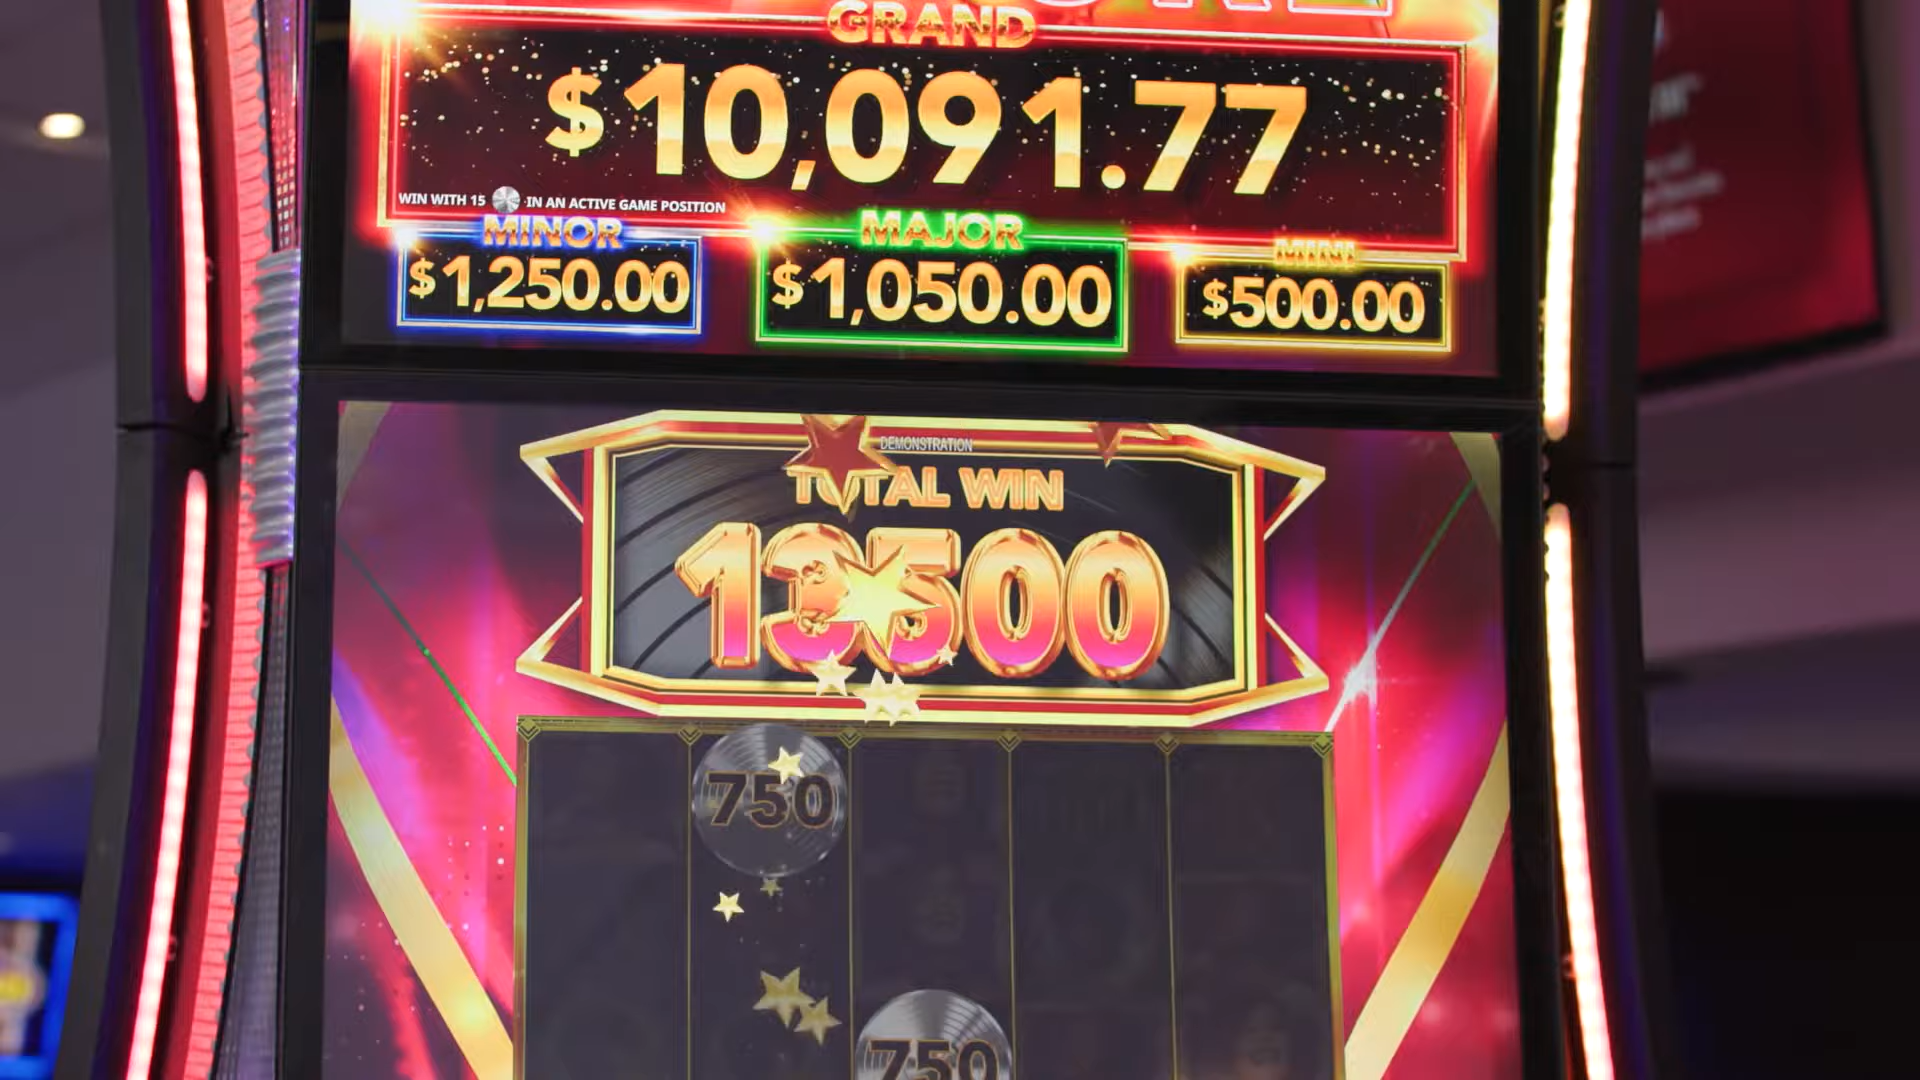 GRAND
$10,091.77
WIN WITH 15 IN AN ACTIVE GAME POSITION
MINOR
$1,250.00
MAJOR
$1,050.00
MINI
$500.00
DEMONSTRATION
TOTAL WIN
13500
750
750